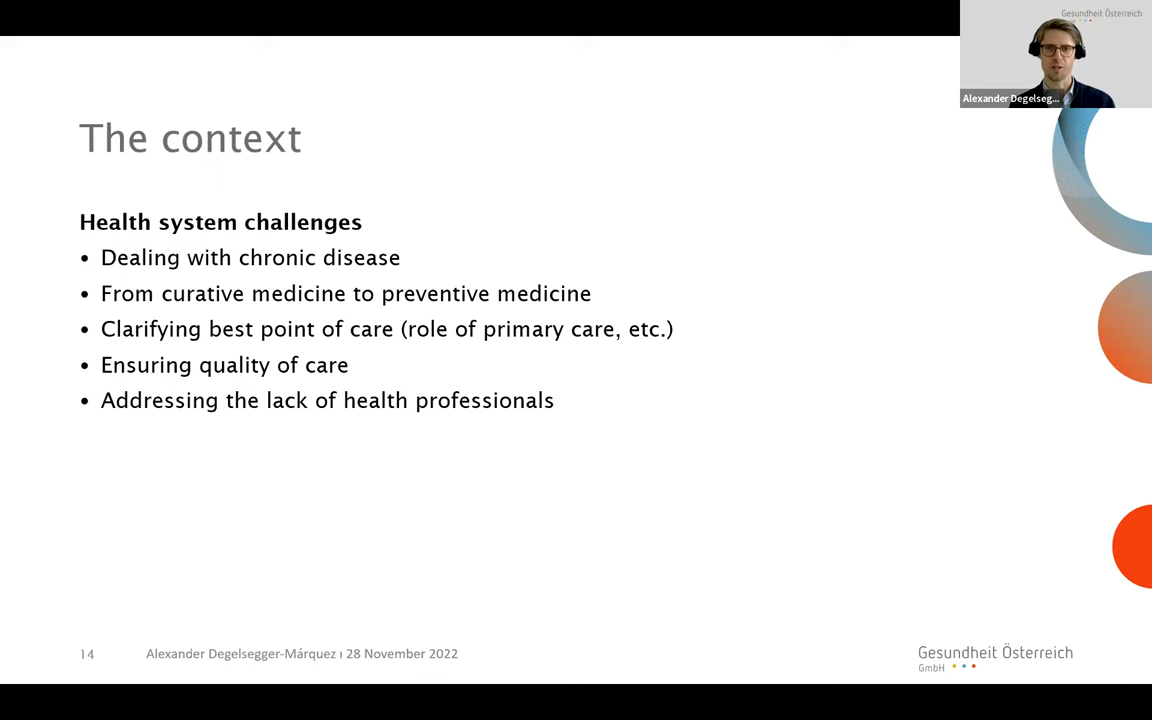 Gesundheit Österreich
Alexander Degelseg...
The context
Health system challenges
• Dealing with chronic disease
• From curative medicine to preventive medicine
• Clarifying best point of care (role of primary care, etc.)
• Ensuring quality of care
• Addressing the lack of health professionals
14 Alexander Degelsegger-Márquez ı 28 November 2022
Gesundheit Österreich
GmbH